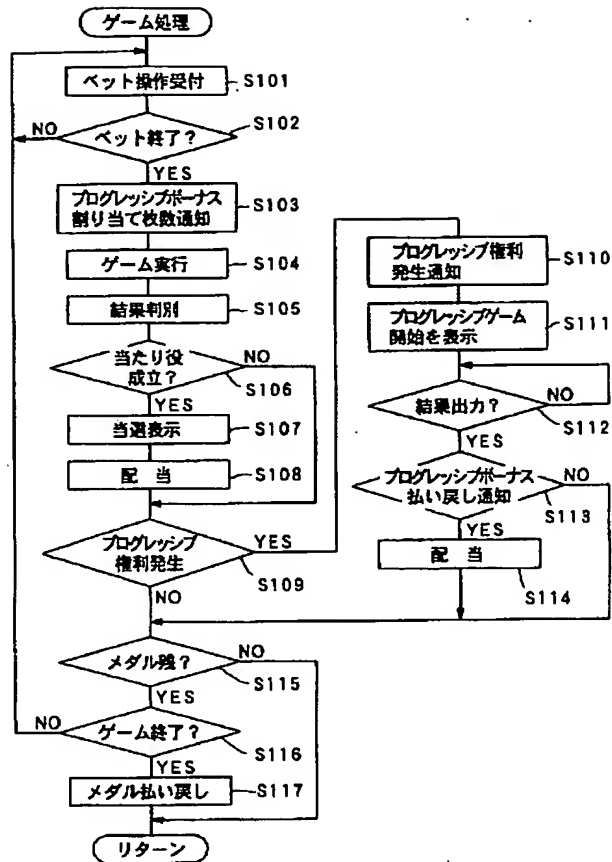 ゲーム処理
ベット操作受付
S101
NO
ベット終了?
S102
YES
プログレッシブボーナス
割り当て枚数通知
S103
ゲーム実行
S104
結果判別
S105
当たり役
成立?
NO
S106
YES
当選表示
S107
配 当
S108
プログレッシブ
権利発生
YES
S109
NO
プログレッシブ権利
発生通知
S110
プログレッシブゲーム
開始を表示
S111
結果出力?
NO
S112
YES
プログレッシブボーナス
払い戻し通知
NO
S113
YES
配 当
S114
メダル残?
NO
S115
YES
NO
ゲーム終了?
S116
YES
メダル払い戻し
S117
リターン